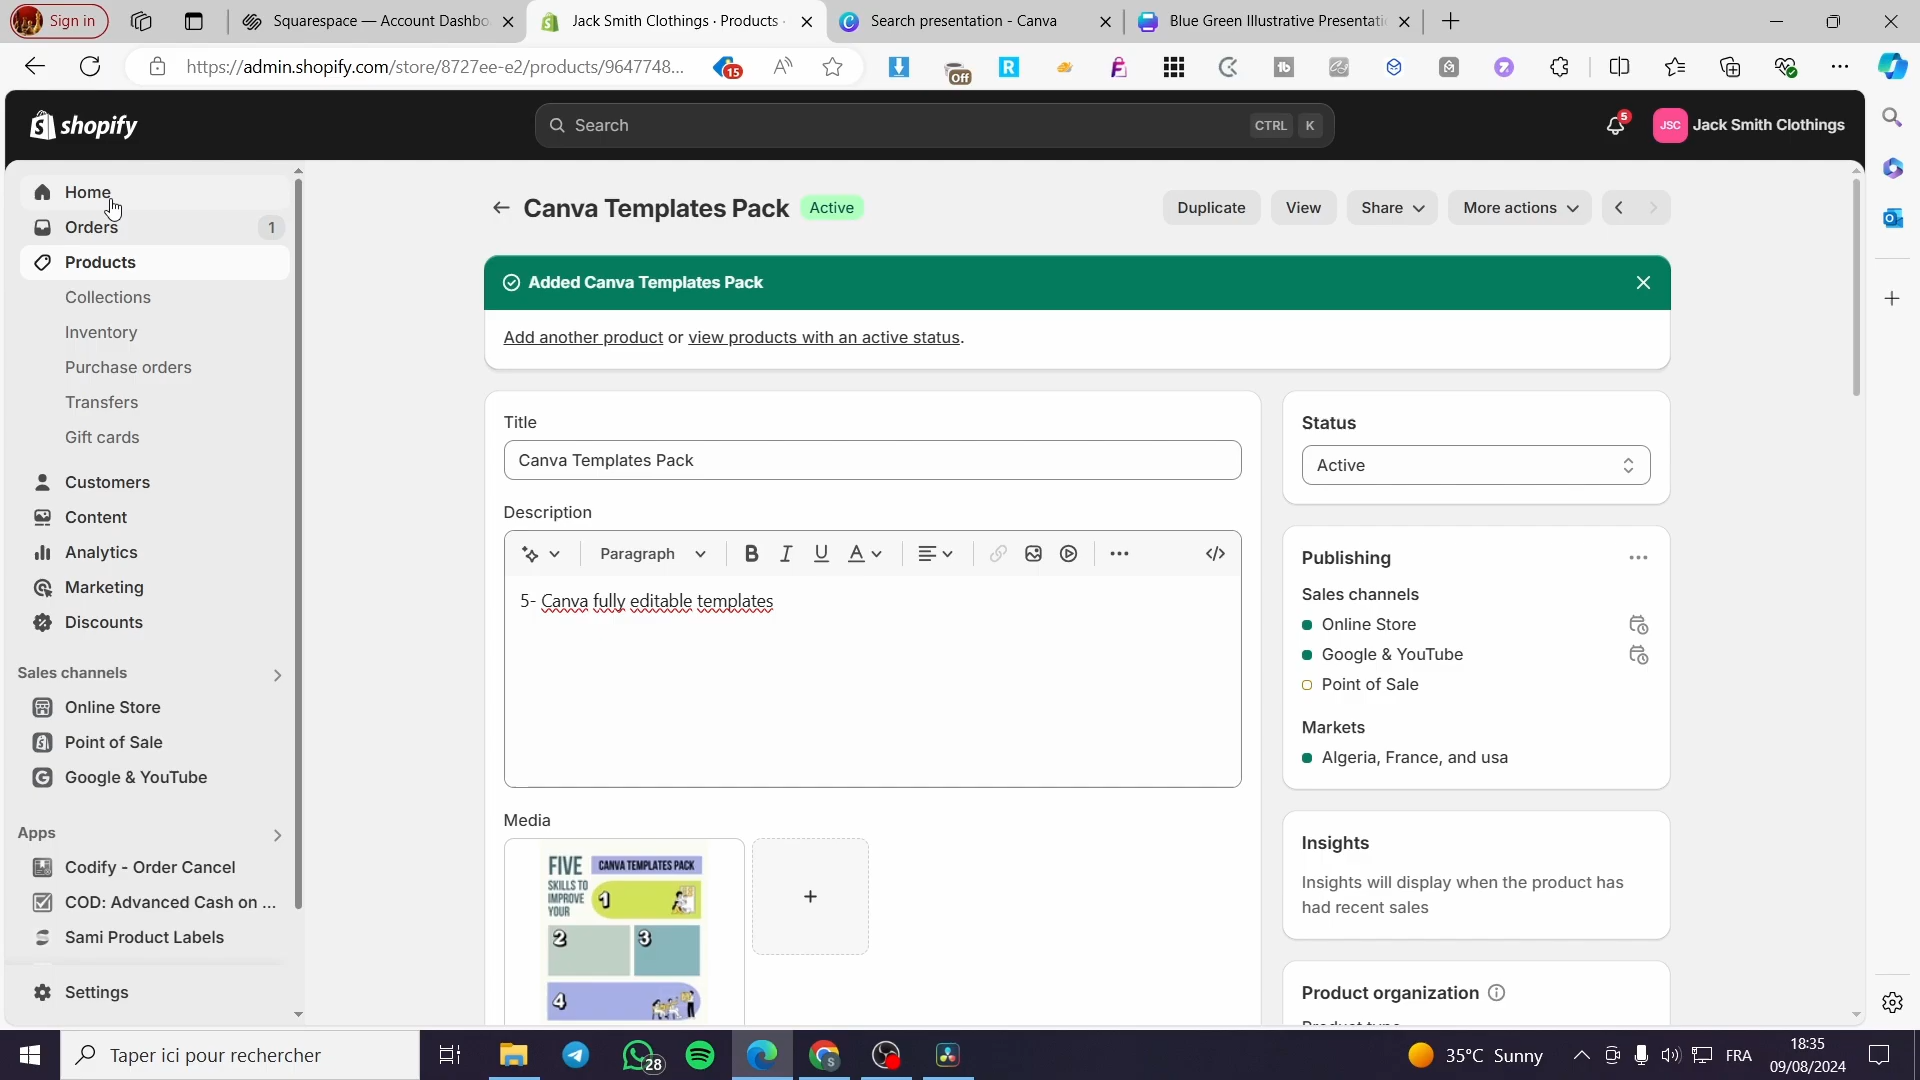 Sign in
Squarespace — Account Dashbo
Jack Smith Clothings · Products ·
Search presentation - Canva
Blue Green Illustrative Presentati
https://admin.shopify.com/store/8727ee-e2/products/9647748...
15
Off
shopify
Search
CTRL K
5
JSC
Jack Smith Clothings
Home
Orders
1
Products
Collections
Inventory
Purchase orders
Transfers
Gift cards
Customers
Content
Analytics
Marketing
Discounts
Sales channels
Online Store
Point of Sale
Google & YouTube
Apps
Codify - Order Cancel
COD: Advanced Cash on ...
Sami Product Labels
Settings
Canva Templates Pack
Active
Duplicate
View
Share
More actions
Added Canva Templates Pack
Add another product or view products with an active status.
Title
Canva Templates Pack
Description
Paragraph
5- Canva fully editable templates
Media
FIVE
SKILLS TO
IMPROVE
YOUR
CANVA TEMPLATES PACK
1
2
3
4
Status
Active
Publishing
Sales channels
Online Store
Google & YouTube
Point of Sale
Markets
Algeria, France, and usa
Insights
Insights will display when the product has
had recent sales
Product organization
Product type
Taper ici pour rechercher
28
35°C Sunny
FRA
18:35
09/08/2024